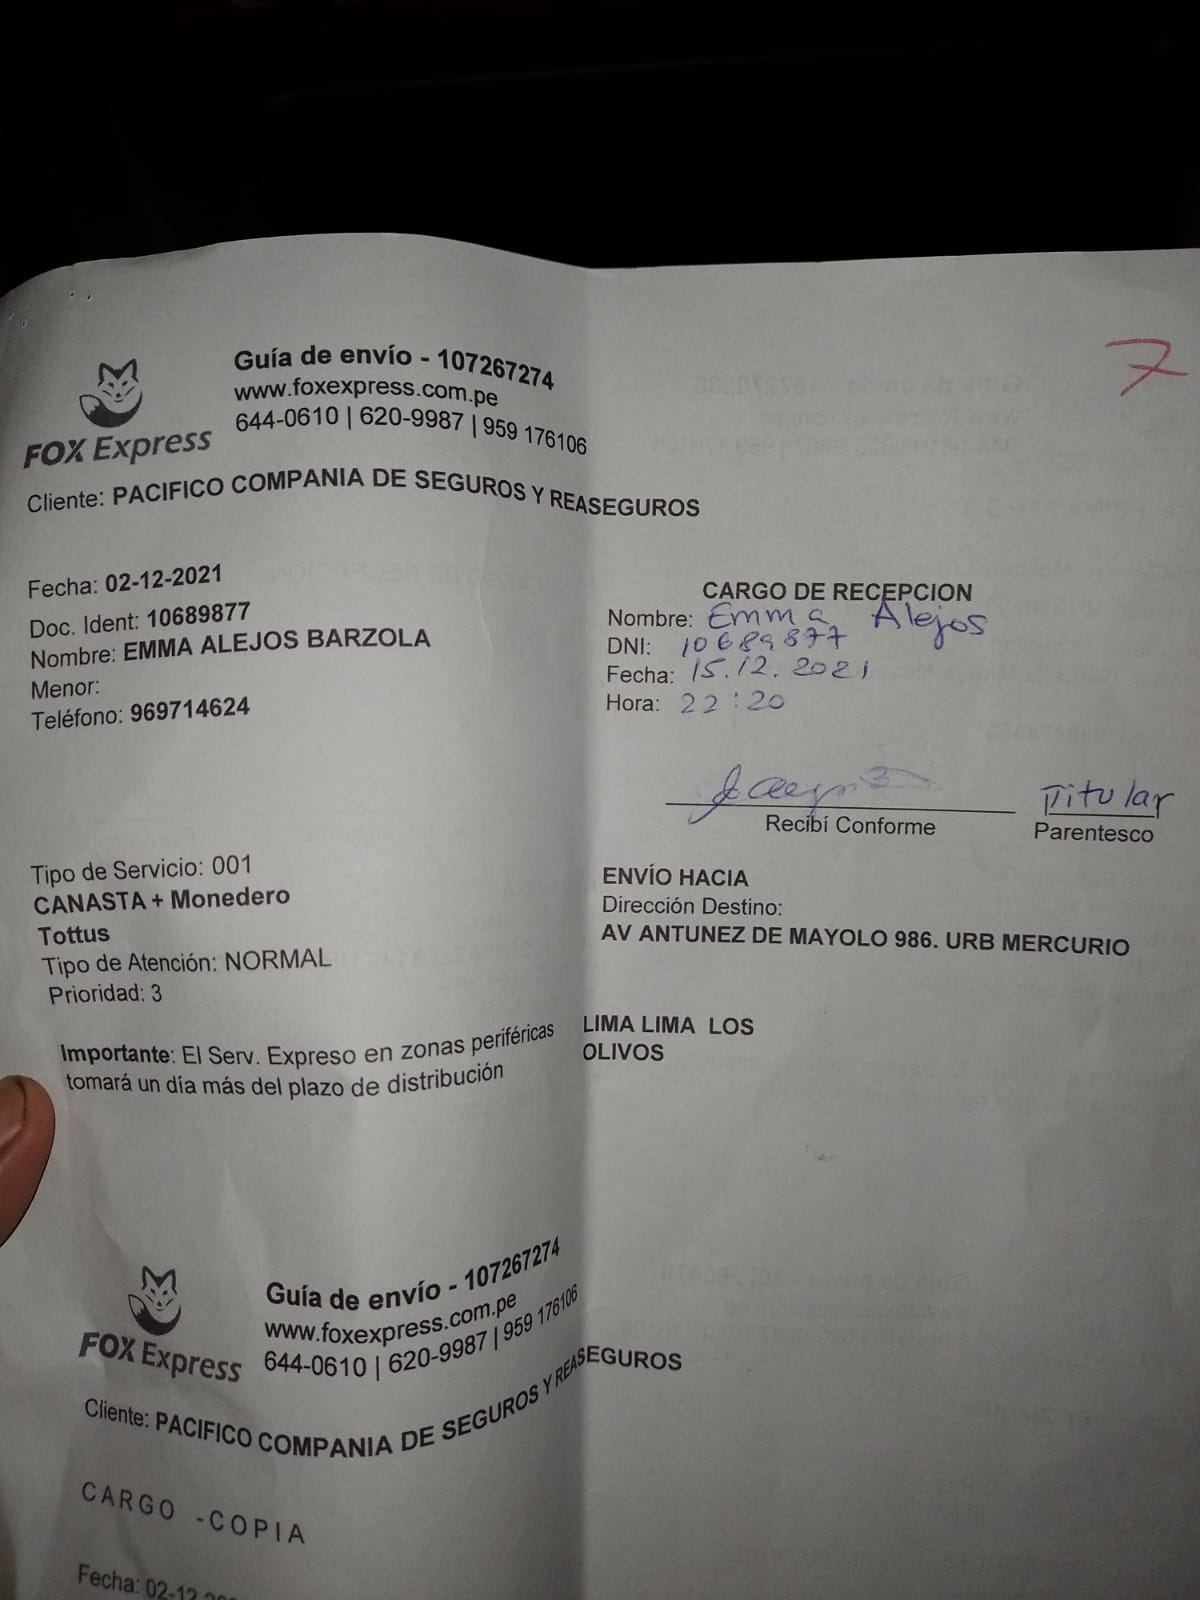 7
Guía de envío - 107267274
www.foxexpress.com.pe
644-0610 | 620-9987 | 959 176106
FOX Express
Cliente: PACIFICO COMPANIA DE SEGUROS Y REASEGUROS
Fecha: 02-12-2021
Doc. Ident: 10689877
Nombre: EMMA ALEJOS BARZOLA
Menor:
Teléfono: 969714624
CARGO DE RECEPCION
Nombre: Emma Alejos
DNI: 10689877
Fecha: 15.12.2021
Hora: 22:20
Titular
Recibí Conforme Parentesco
Tipo de Servicio: 001
CANASTA + Monedero
Tottus
Tipo de Atención: NORMAL
Prioridad: 3
Importante: El Serv. Expreso en zonas periféricas
tomará un día más del plazo de distribución
ENVÍO HACIA
Dirección Destino:
AV ANTUNEZ DE MAYOLO 986. URB MERCURIO
LIMA LIMA LOS
OLIVOS
Guía de envío - 107267274
www.foxexpress.com.pe
644-0610 | 620-9987 | 959 176106
FOX Express
Cliente: PACIFICO COMPANIA DE SEGUROS Y REASEGUROS
CARGO -COPIA
Fecha: 02-12